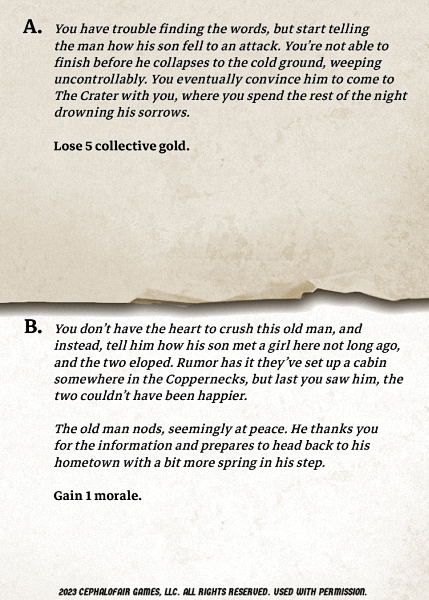 A. You have trouble finding the words, but start telling
the man how his son fell to an attack. You're not able to
finish before he collapses to the cold ground, weeping
uncontrollably. You eventually convince him to come to
The Crater with you, where you spend the rest of the night
drowning his sorrows.
Lose 5 collective gold.
B. You don't have the heart to crush this old man, and
instead, tell him how his son met a girl here not long ago,
and the two eloped. Rumor has it they've set up a cabin
somewhere in the Coppernecks, but last you saw him, the
two couldn't have been happier.
The old man nods, seemingly at peace. He thanks you
for the information and prepares to head back to his
hometown with a bit more spring in his step.
Gain 1 morale.
2023 CEPHALOFAIR GAMES, LLC. ALL RIGHTS RESERVED. USED WITH PERMISSION.